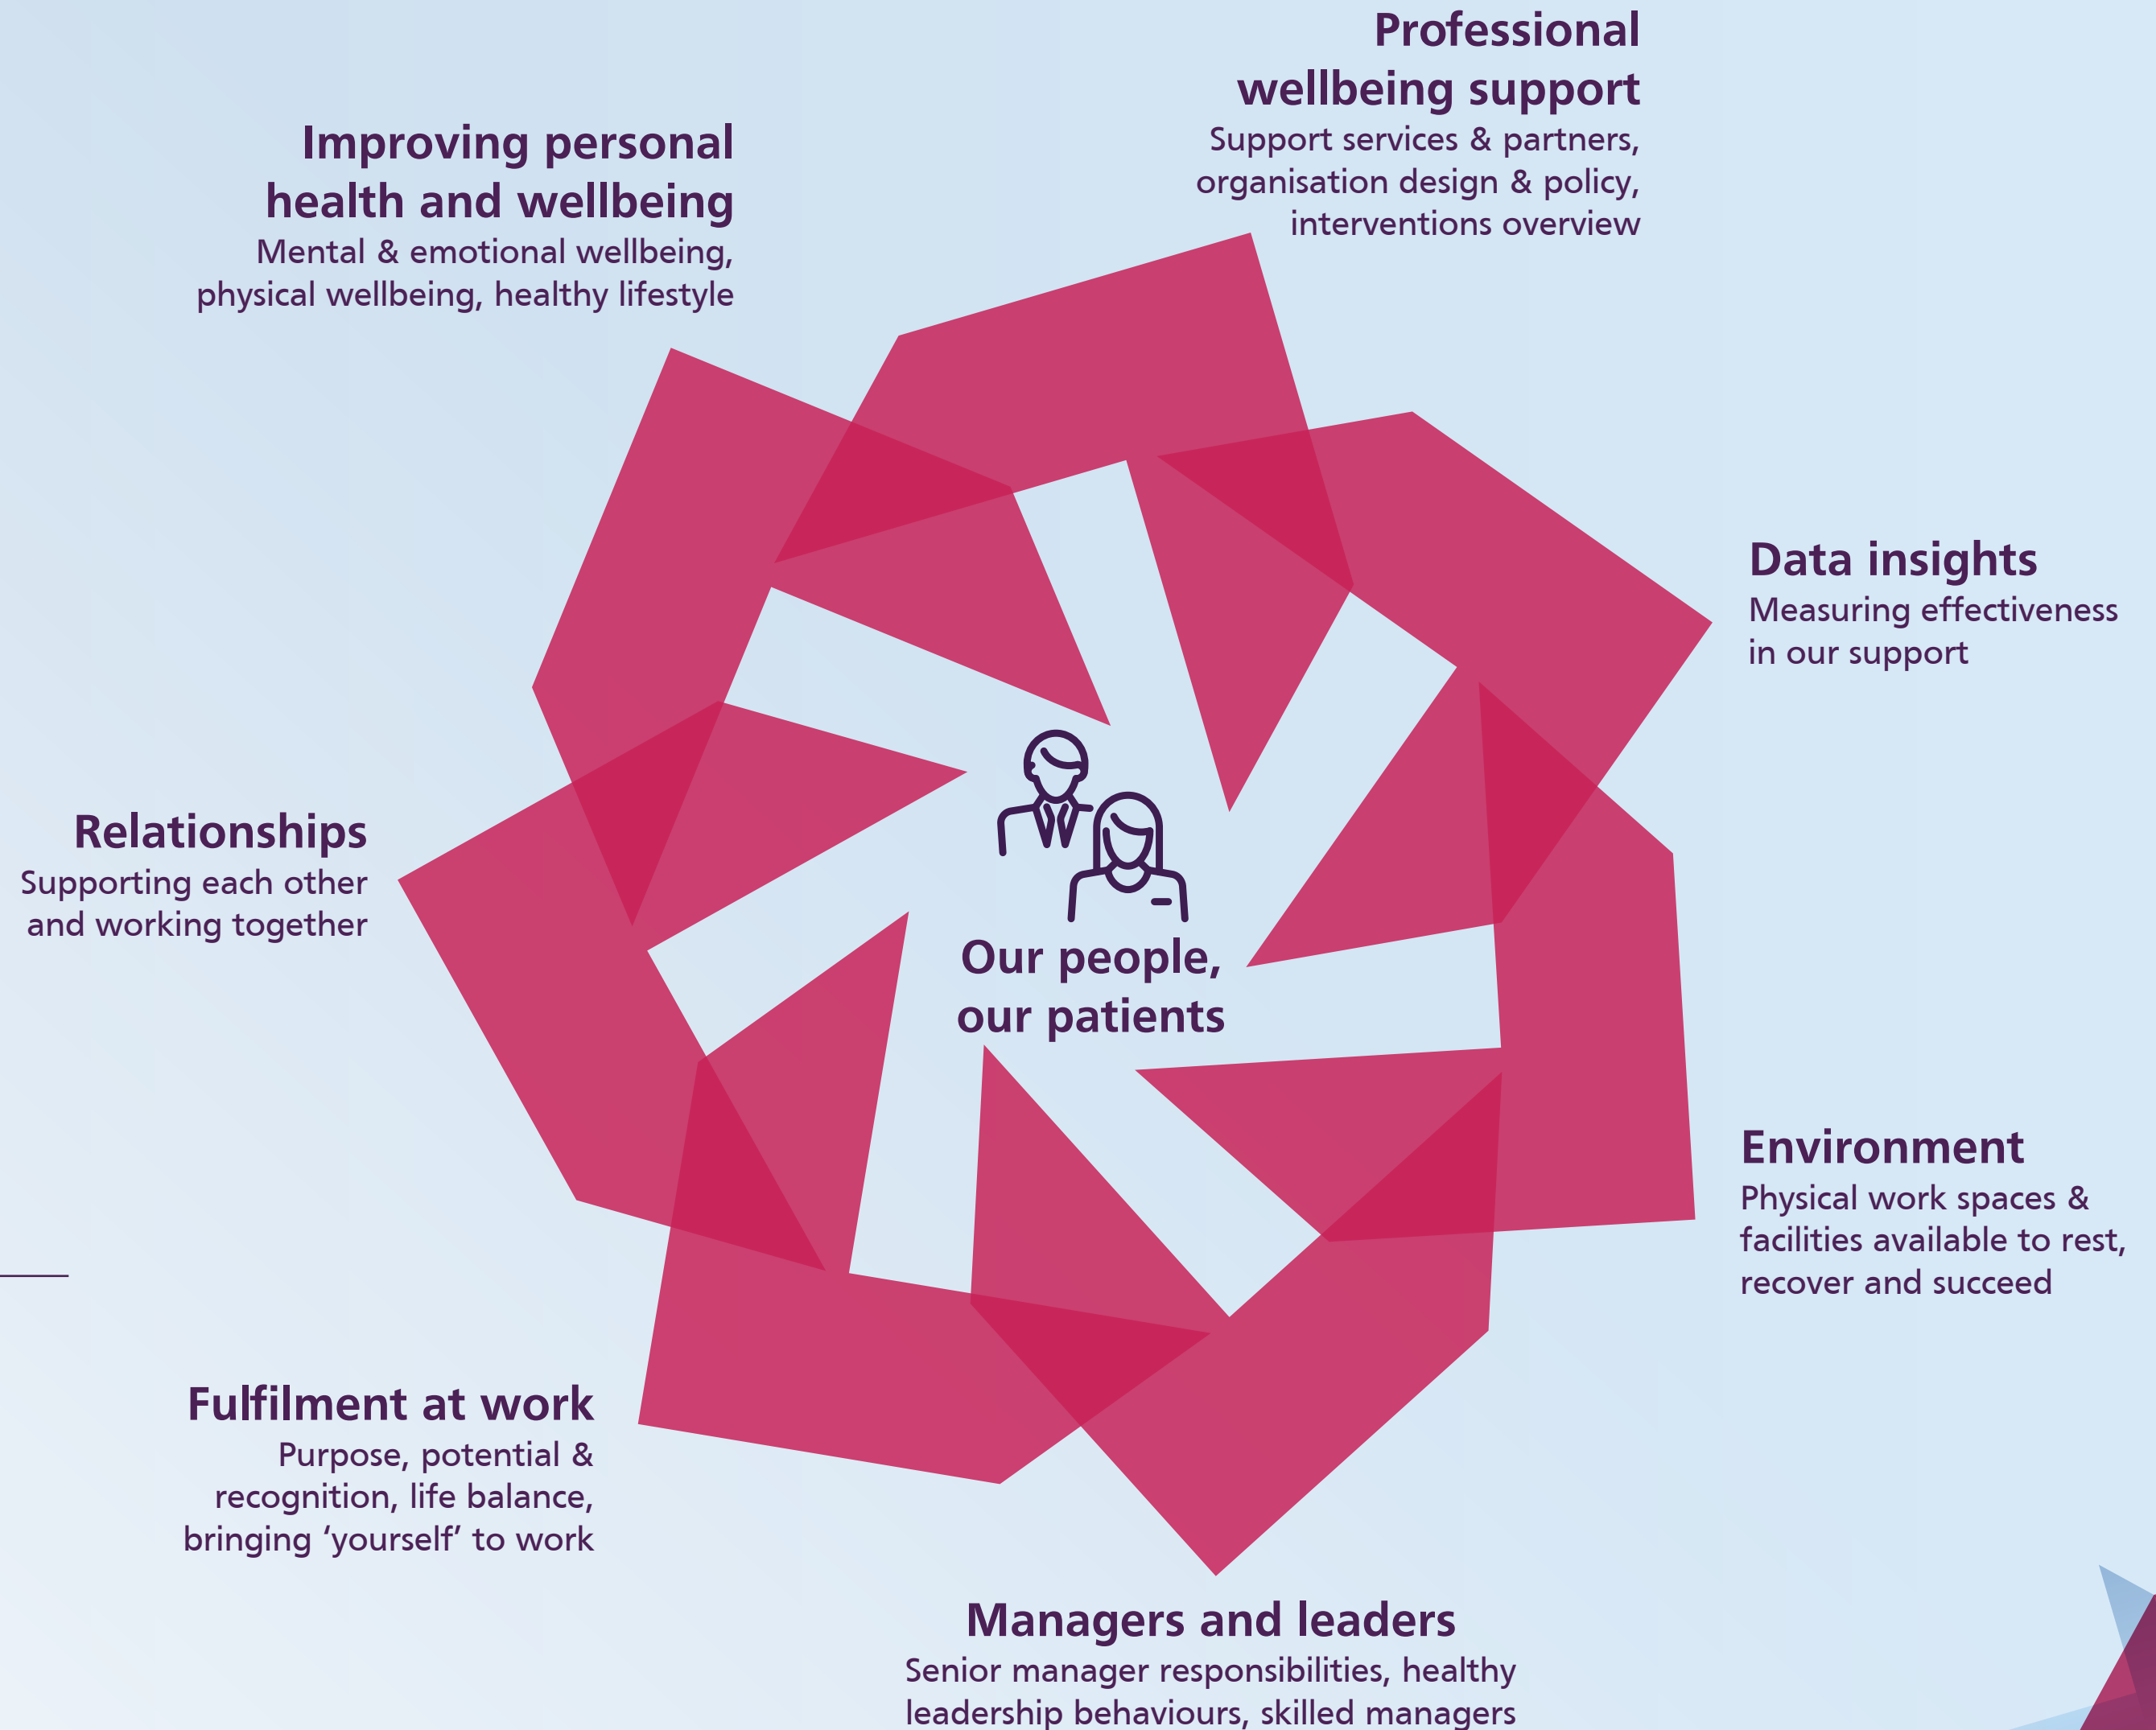 Professional
wellbeing support
Support services & partners,
organisation design & policy,
interventions overview
Improving personal
health and wellbeing
Mental & emotional wellbeing,
physical wellbeing, healthy lifestyle
Data insights
Measuring effectiveness
in our support
Relationships
Supporting each other
and working together
Our people,
our patients
Environment
Physical work spaces &
facilities available to rest,
recover and succeed
Fulfilment at work
Purpose, potential &
recognition, life balance,
bringing ‘yourself’ to work
Managers and leaders
Senior manager responsibilities, healthy
leadership behaviours, skilled managers